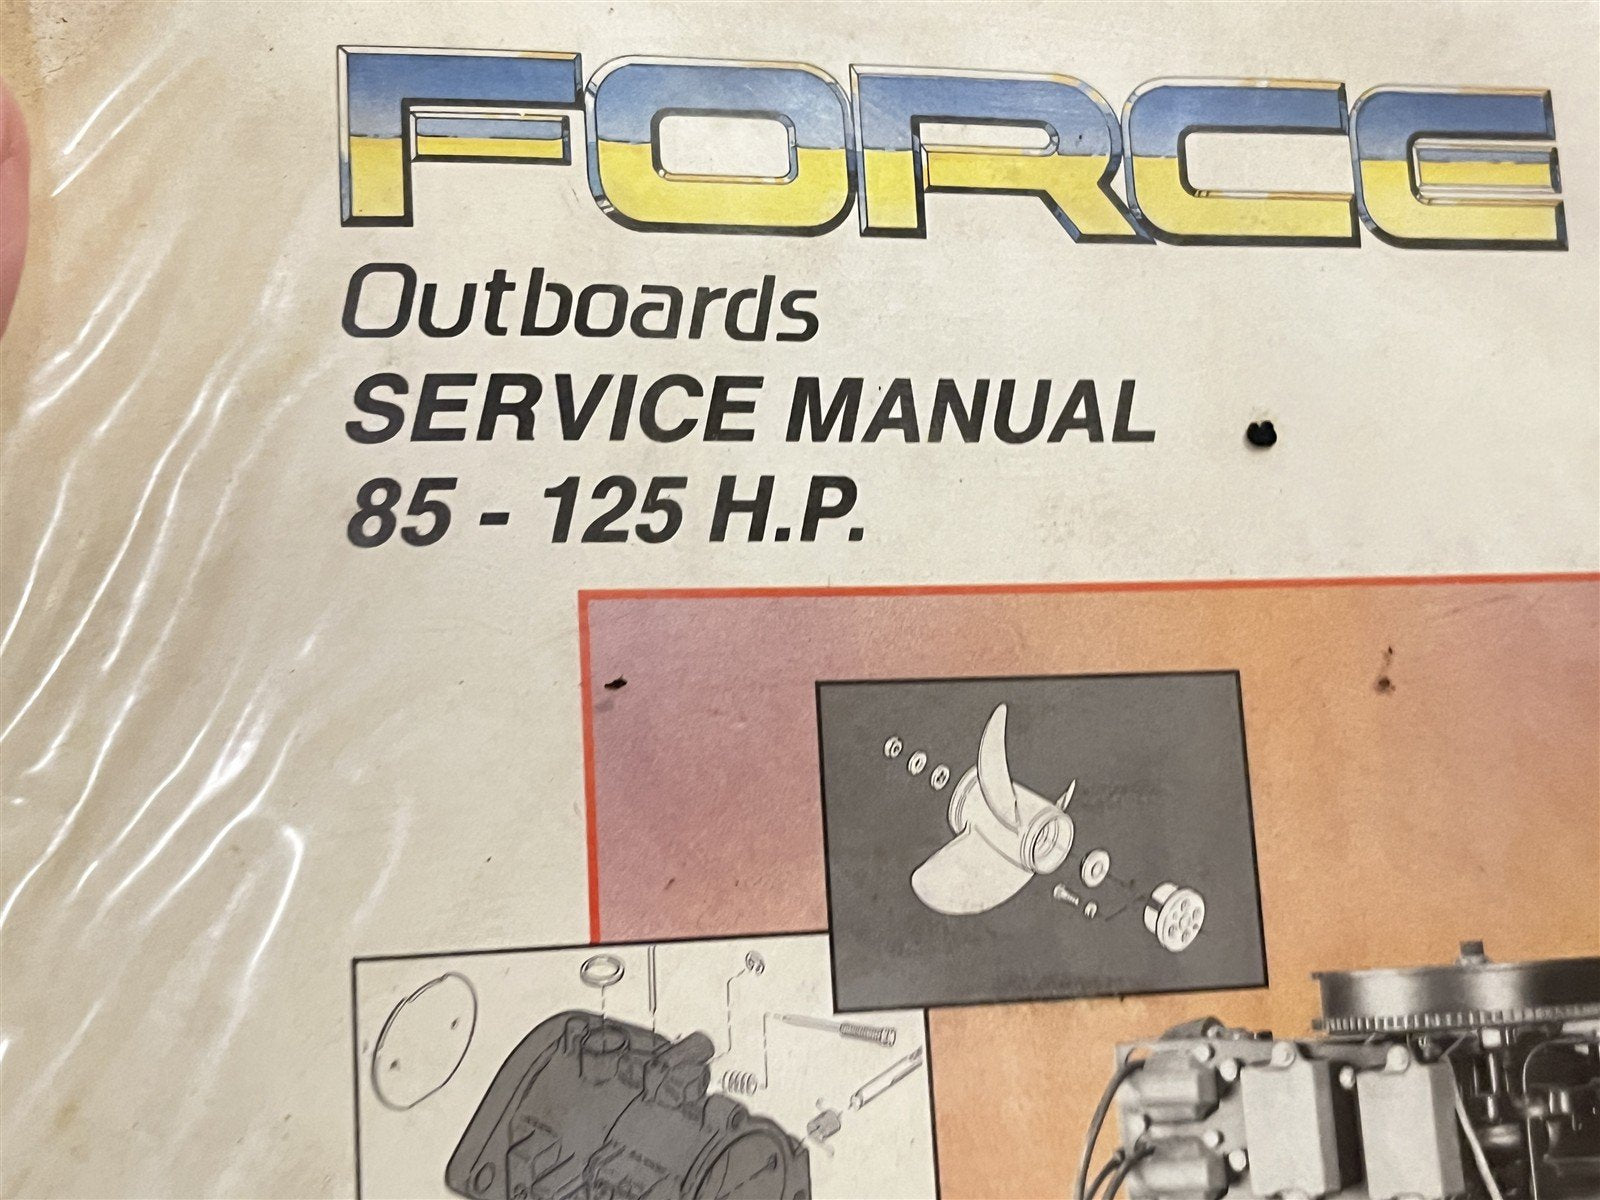 FORCE
Outboards
SERVICE MANUAL
85 - 125 H.P.